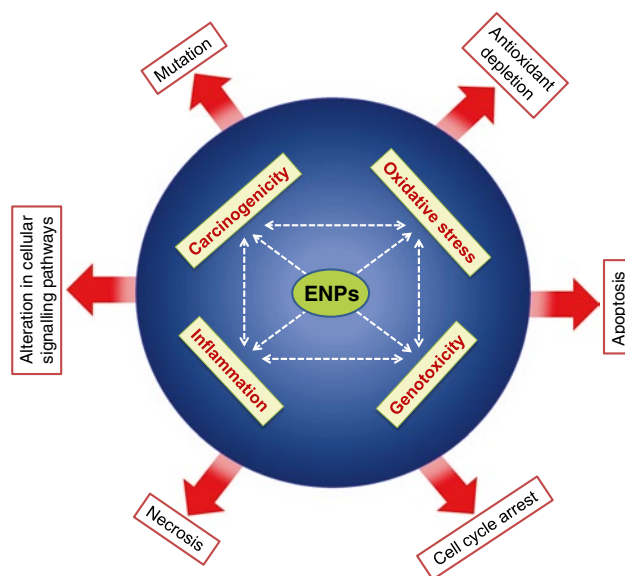 Mutation
Antioxidant
depletion
Carcinogenicity
Oxidative stress
Alteration in cellular
signalling pathways
ENPs
Apoptosis
Inflammation
Genotoxicity
Necrosis
Cell cycle arrest